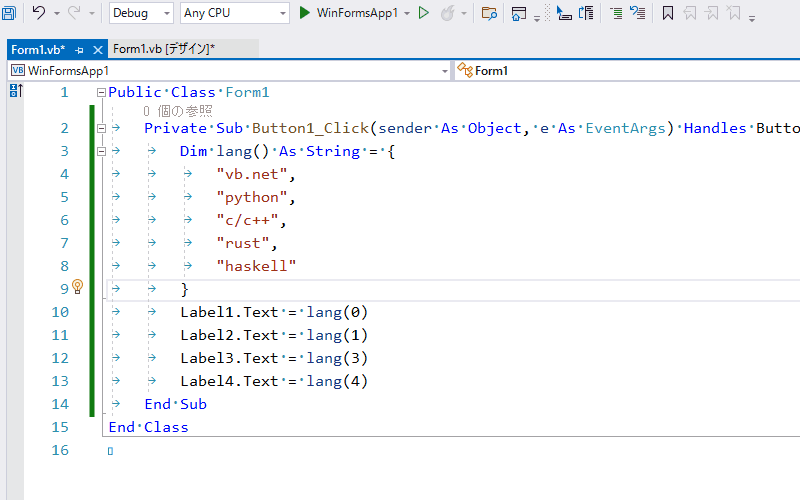 Debug Any CPU WinFormsApp1
Form1.vb* Form1.vb [デザイン]*
VB WinFormsApp1 Form1
1 Public Class Form1
0 個の参照
2 Private Sub Button1_Click(sender As Object, e As EventArgs) Handles Button
3 Dim lang() As String = {
4 "vb.net",
5 "python",
6 "c/c++",
7 "rust",
8 "haskell"
9 }
10 Label1.Text = lang(0)
11 Label2.Text = lang(1)
12 Label3.Text = lang(3)
13 Label4.Text = lang(4)
14 End Sub
15 End Class
16